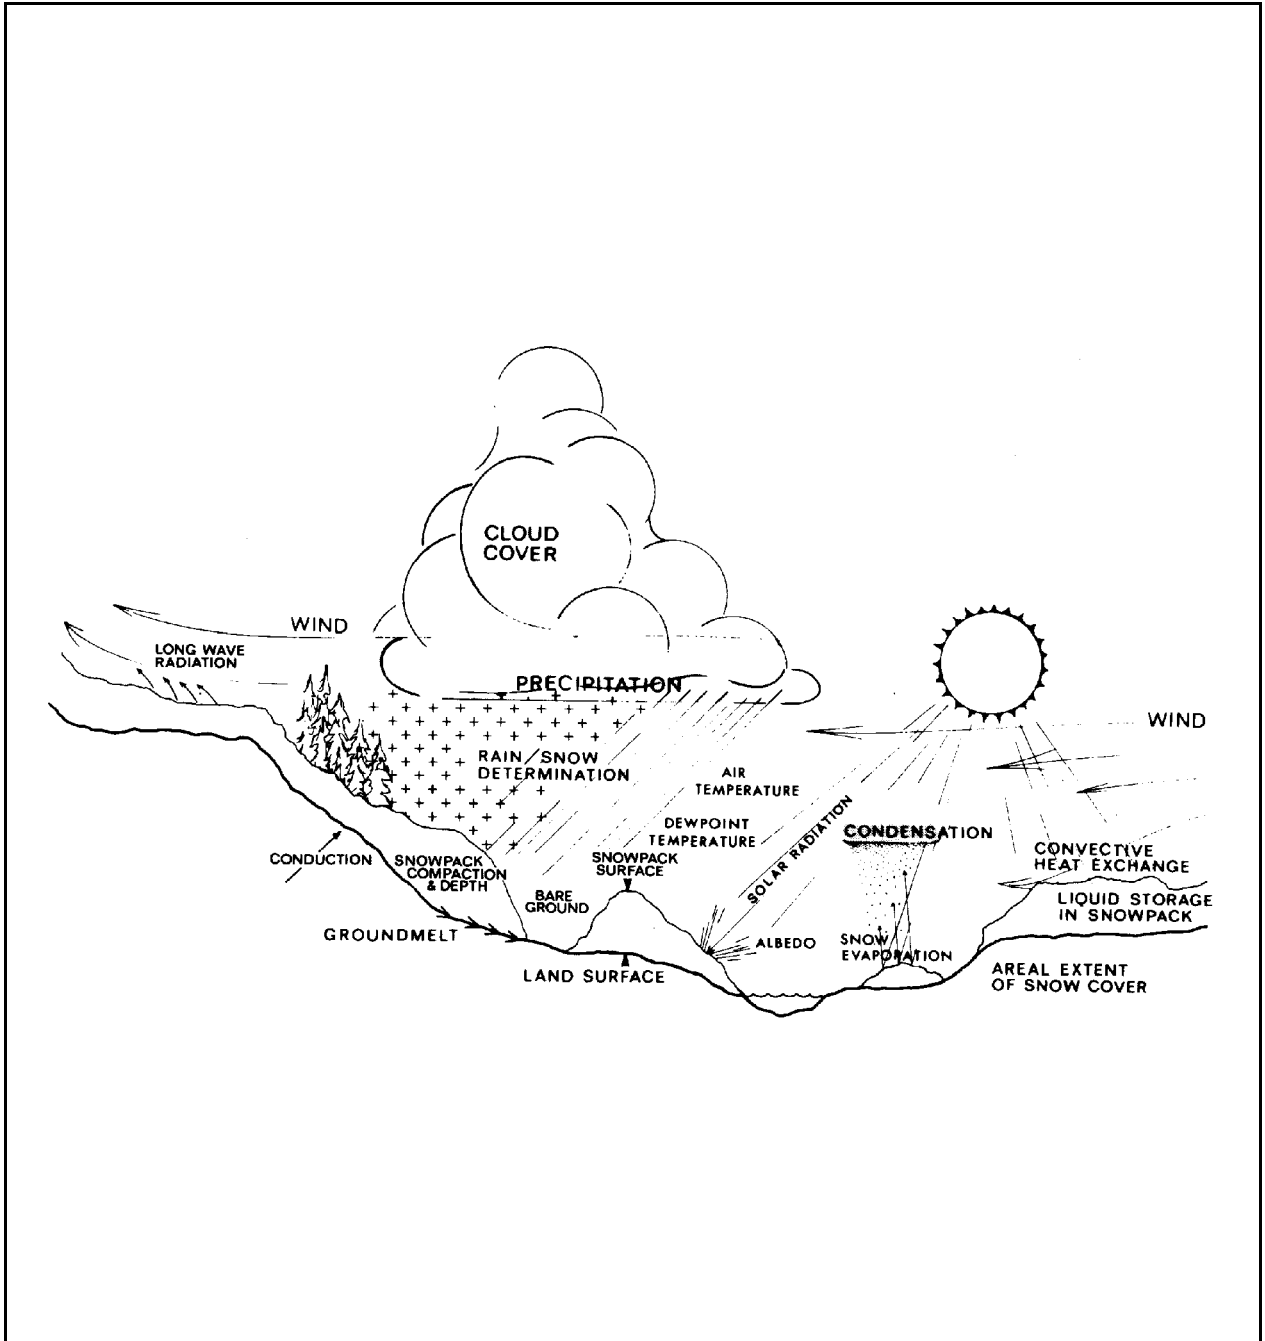 CLOUD
COVER
WIND
LONG WAVE
RADIATION
PRECIPITATION
WIND
RAIN/SNOW
DETERMINATION
AIR
TEMPERATURE
DEWPOINT
TEMPERATURE
SOLAR RADIATION
CONDENSATION
CONVECTIVE
HEAT EXCHANGE
CONDUCTION
SNOWPACK
COMPACTION
& DEPTH
SNOWPACK
SURFACE
BARE
GROUND
LIQUID STORAGE
IN SNOWPACK
GROUNDMELT
ALBEDO
SNOW
EVAPORATION
LAND SURFACE
AREAL EXTENT
OF SNOW COVER